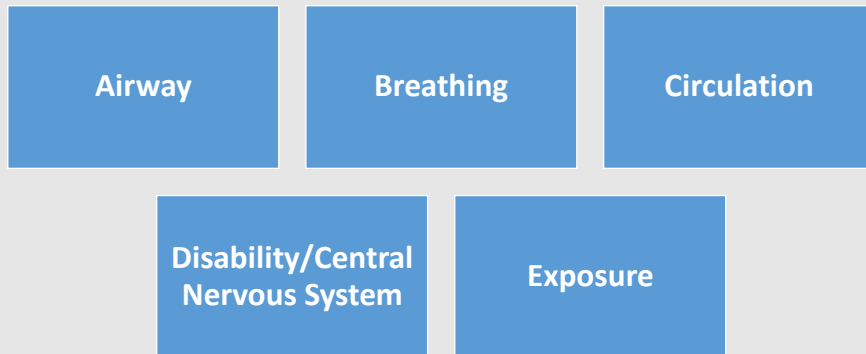 Airway
Breathing
Circulation
Disability/Central
Nervous System
Exposure